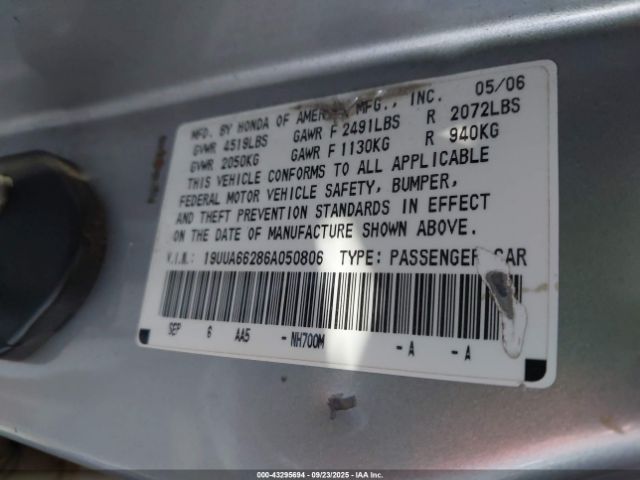 MFD. BY HONDA OF AMERICA MFG., INC. 05/06
GVWR 4519LBS GAWR F 2491LBS R 2072LBS
GVWR 2050KG GAWR F 1130KG R 940KG
THIS VEHICLE CONFORMS TO ALL APPLICABLE
FEDERAL MOTOR VEHICLE SAFETY, BUMPER,
AND THEFT PREVENTION STANDARDS IN EFFECT
ON THE DATE OF MANUFACTURE SHOWN ABOVE.
V.I.N.: 19UUA66286A050806 TYPE: PASSENGER CAR
SEP 6 AA5 -NH700M -A -A
000-43295694 | 09/23/2025 | IAA Inc.